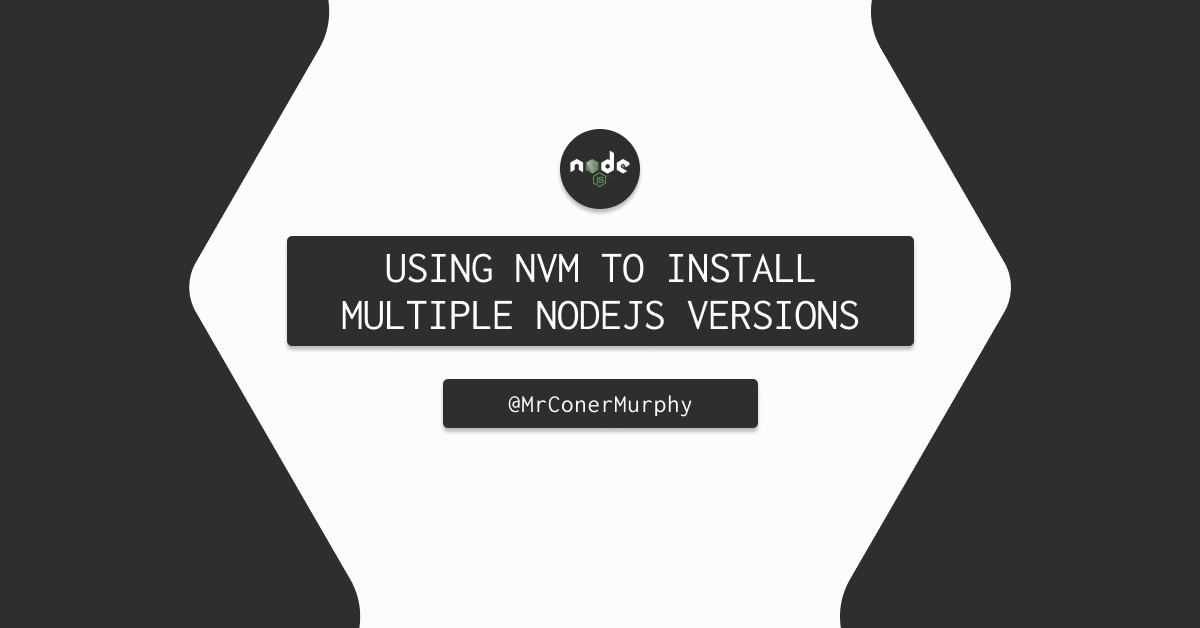 node
JS
USING NVM TO INSTALL
MULTIPLE NODEJS VERSIONS
@MrConerMurphy